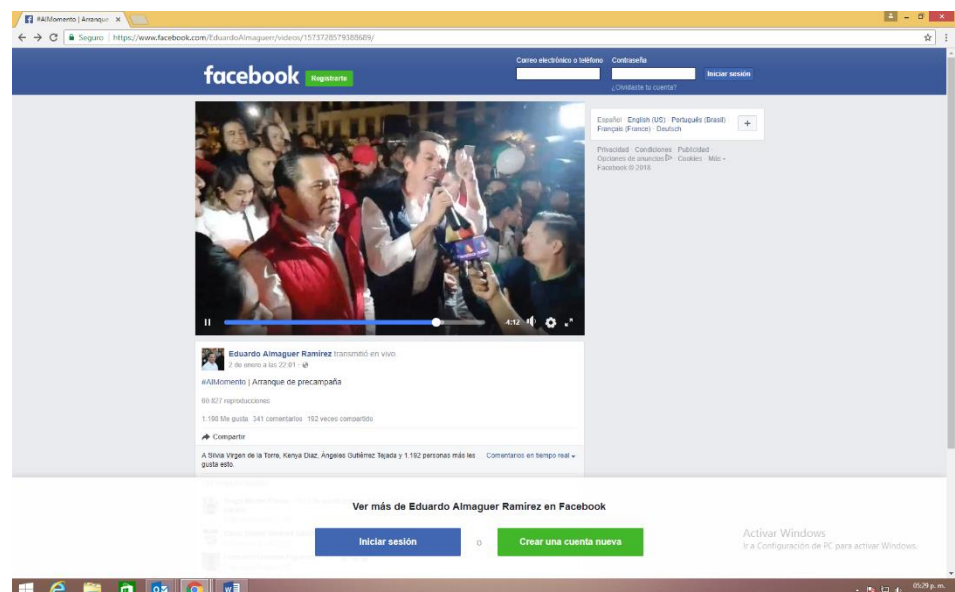 #AlMomento | Arranque
Seguro https://www.facebook.com/EduardoAlmaguerr/videos/1573728579388689/
facebook Registrarte
Correo electrónico o teléfono Contraseña
Iniciar sesión
¿Olvidaste tu cuenta?
Español · English (US) · Português (Brasil) ·
Français (France) · Deutsch
Privacidad · Condiciones · Publicidad ·
Opciones de anuncios · Cookies · Más
Facebook © 2018
-4:12
Eduardo Almaguer Ramírez transmitió en vivo.
2 de enero a las 22:01 ·
#AlMomento | Arranque de precampaña
60.827 reproducciones
1.198 Me gusta 341 comentarios 192 veces compartido
Compartir
A Silvia Virgen de la Torre, Kenya Diaz, Ángeles Gutiérrez Tejada y 1.192 personas más les gusta esto.
Comentarios en tiempo real
Ver más de Eduardo Almaguer Ramírez en Facebook
Iniciar sesión o Crear una cuenta nueva
Activar Windows
Ir a Configuración de PC para activar Windows.
05:29 p. m.